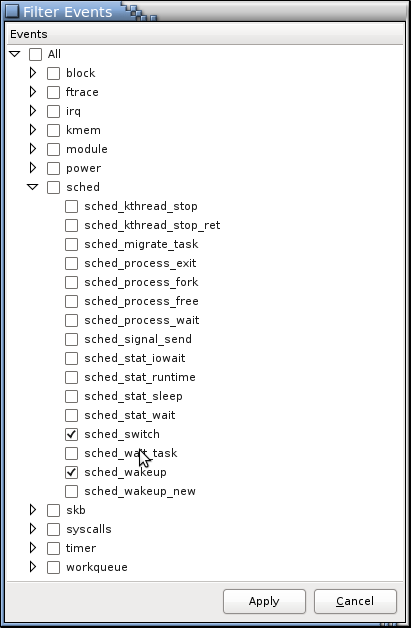 Filter Events
Events
All
block
ftrace
irq
kmem
module
power
sched
sched_kthread_stop
sched_kthread_stop_ret
sched_migrate_task
sched_process_exit
sched_process_fork
sched_process_free
sched_process_wait
sched_signal_send
sched_stat_iowait
sched_stat_runtime
sched_stat_sleep
sched_stat_wait
sched_switch
sched_wait_task
sched_wakeup
sched_wakeup_new
skb
syscalls
timer
workqueue
Apply
Cancel